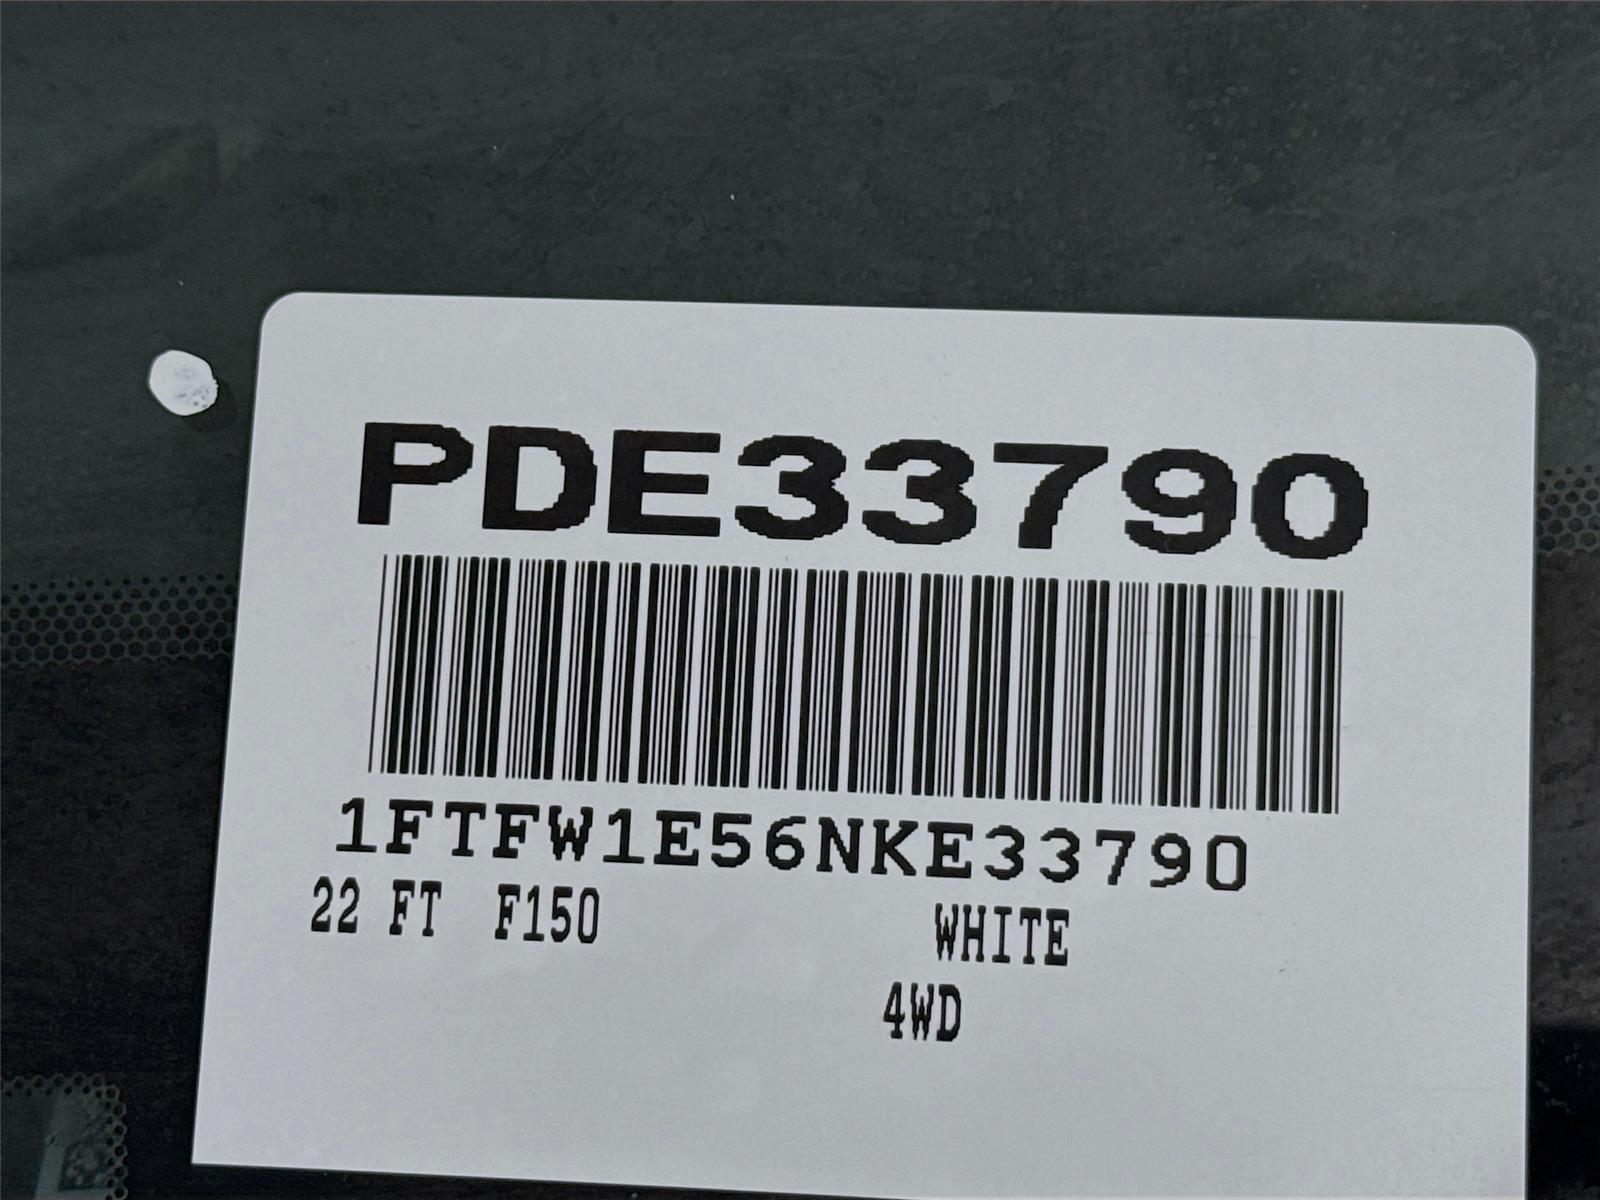 PDE33790
1FTFW1E56NKE33790
22 FT F150 WHITE
4WD